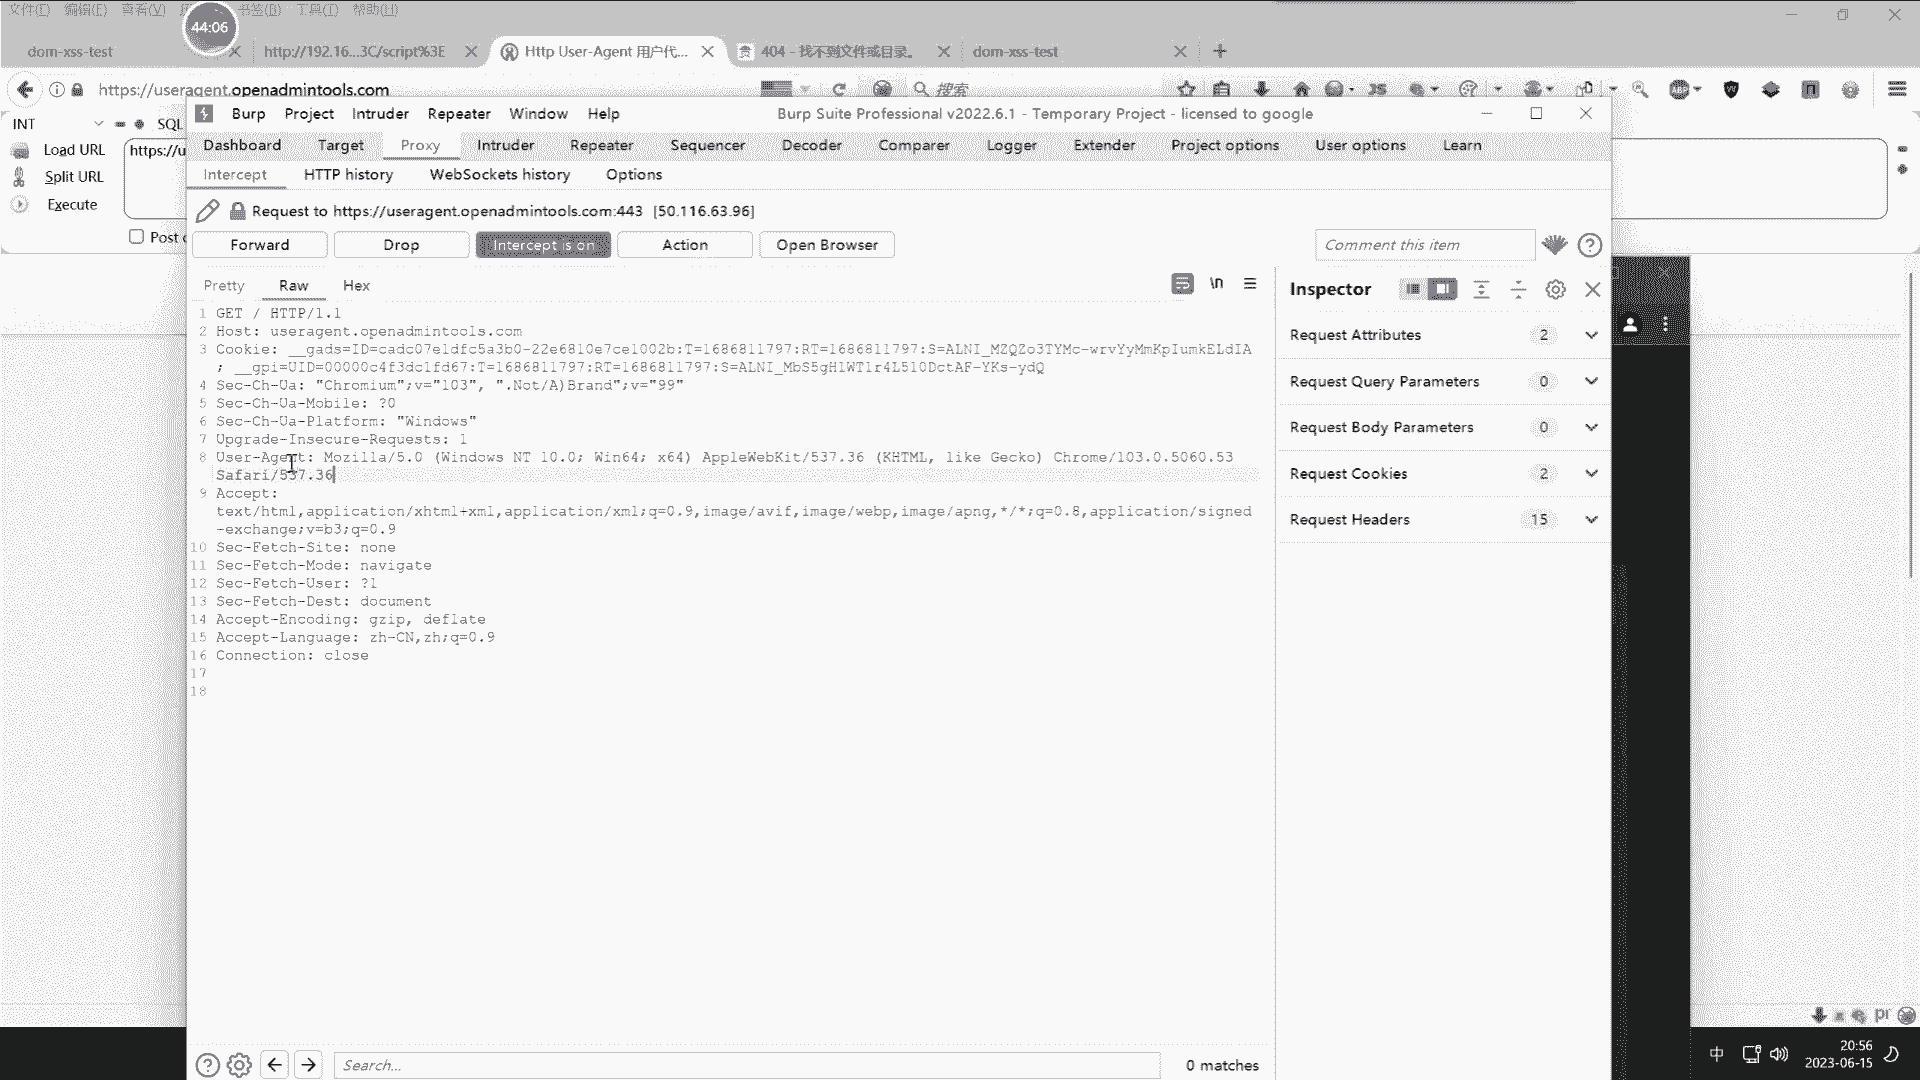 文件(F) 编辑(E) 查看(V) 书签(B) 工具(T) 帮助(H)
44:06
dom-xss-test
http://192.16...3C/script%3E
Http User-Agent 用户代...
404 - 找不到文件或目录。
dom-xss-test
https://useragent.openadmintools.com
搜索
INT
SQL
Load URL
https://u
Split URL
Execute
Post
Burp Project Intruder Repeater Window Help
Burp Suite Professional v2022.6.1 - Temporary Project - licensed to google
Dashboard Target Proxy Intruder Repeater Sequencer Decoder Comparer Logger Extender Project options User options Learn
Intercept HTTP history WebSockets history Options
Request to https://useragent.openadmintools.com:443 [50.116.63.96]
Forward Drop Intercept is on Action Open Browser
Comment this item
Pretty Raw Hex
\n
1 GET / HTTP/1.1
2 Host: useragent.openadmintools.com
3 Cookie: __gads=ID=cadc07e1dfc5a3b0-22e6810e7ce1002b:T=1686811797:RT=1686811797:S=ALNI_MZQZo3TYMc-wrvYyMmKpIumkELdIA
; __gpi=UID=00000c4f3dc1fd67:T=1686811797:RT=1686811797:S=ALNI_MbS5gHlWT1r4L510DctAF-YKs-ydQ
4 Sec-Ch-Ua: "Chromium";v="103", ".Not/A)Brand";v="99"
5 Sec-Ch-Ua-Mobile: ?0
6 Sec-Ch-Ua-Platform: "Windows"
7 Upgrade-Insecure-Requests: 1
8 User-Agent: Mozilla/5.0 (Windows NT 10.0; Win64; x64) AppleWebKit/537.36 (KHTML, like Gecko) Chrome/103.0.5060.53
Safari/537.36
9 Accept:
text/html,application/xhtml+xml,application/xml;q=0.9,image/avif,image/webp,image/apng,*/*;q=0.8,application/signed
-exchange;v=b3;q=0.9
10 Sec-Fetch-Site: none
11 Sec-Fetch-Mode: navigate
12 Sec-Fetch-User: ?1
13 Sec-Fetch-Dest: document
14 Accept-Encoding: gzip, deflate
15 Accept-Language: zh-CN,zh;q=0.9
16 Connection: close
17
18
Inspector
Request Attributes 2
Request Query Parameters 0
Request Body Parameters 0
Request Cookies 2
Request Headers 15
Search...
0 matches
中
20:56
2023-06-15